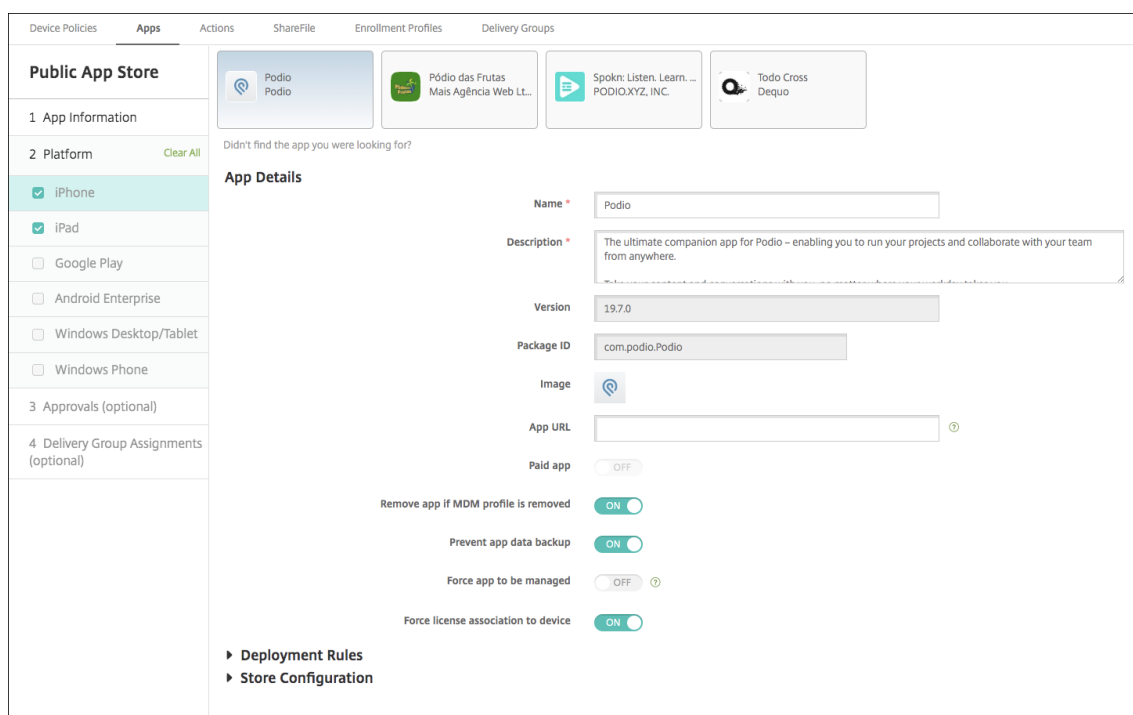 Device Policies
Apps
Actions
ShareFile
Enrollment Profiles
Delivery Groups
Public App Store
1 App Information
2 Platform
Clear All
iPhone
iPad
Google Play
Android Enterprise
Windows Desktop/Tablet
Windows Phone
3 Approvals (optional)
4 Delivery Group Assignments
(optional)
Podio
Podio
Pódio das Frutas
Mais Agência Web Lt...
Spokn: Listen. Learn. ...
PODIO.XYZ, INC.
Todo Cross
Dequo
Didn't find the app you were looking for?
App Details
Name *
Podio
Description *
The ultimate companion app for Podio – enabling you to run your projects and collaborate with your team
from anywhere.
Version
19.7.0
Package ID
com.podio.Podio
Image
App URL
Paid app
OFF
Remove app if MDM profile is removed
ON
Prevent app data backup
ON
Force app to be managed
OFF
Force license association to device
ON
Deployment Rules
Store Configuration